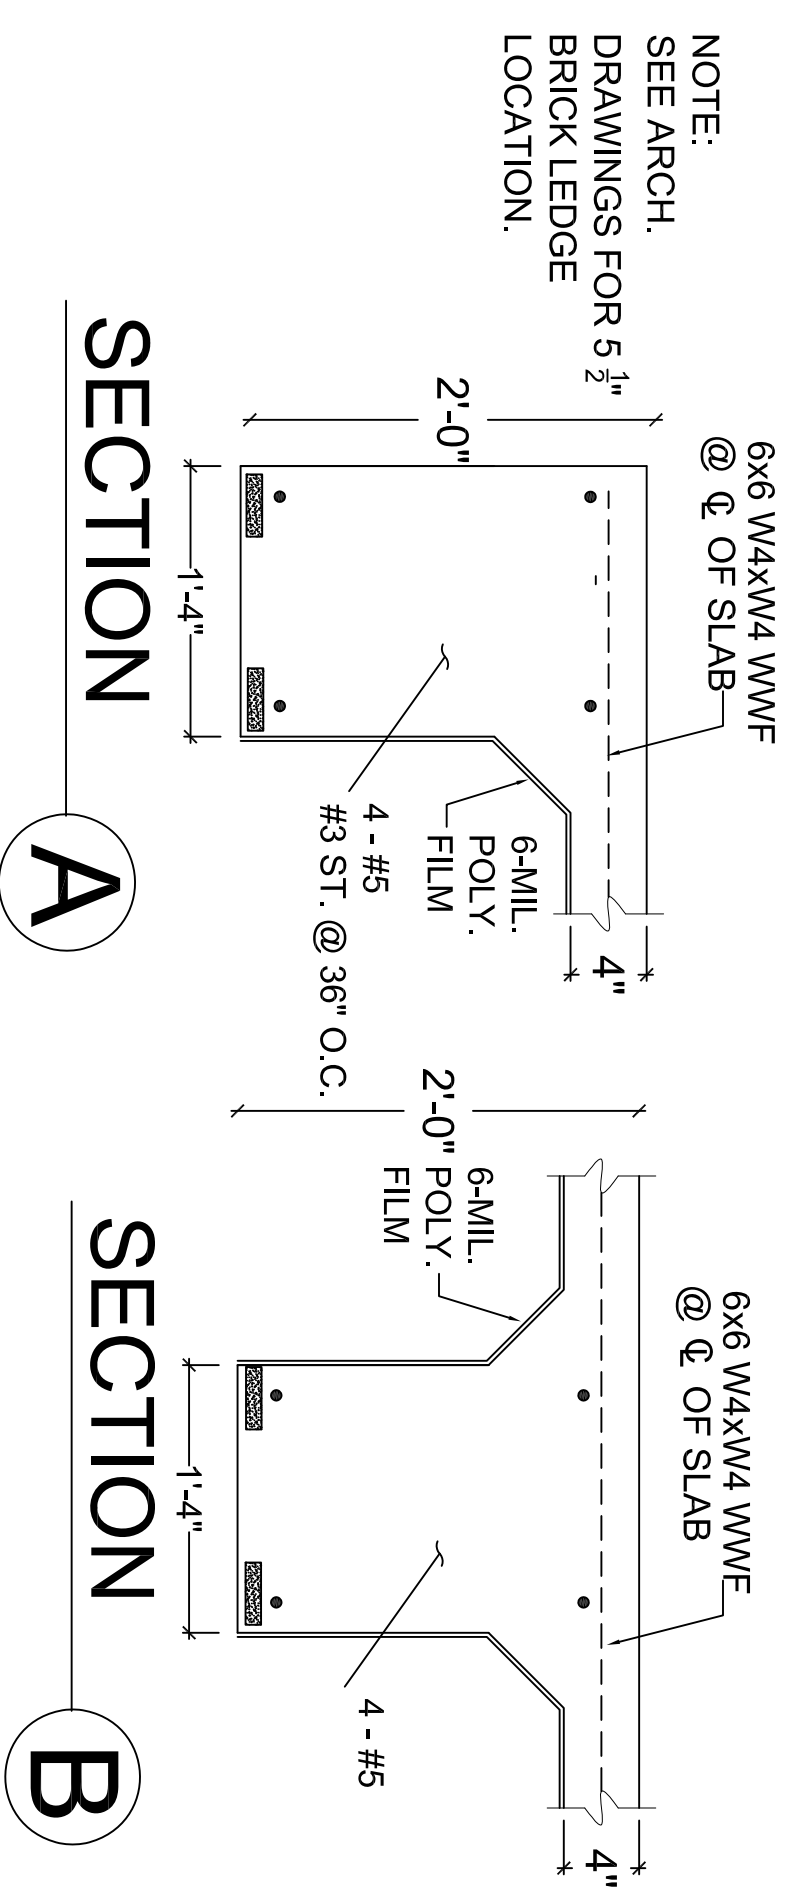 NOTE:
SEE ARCH.
DRAWINGS FOR 5 1/2"
BRICK LEDGE
LOCATION.
6x6 W4xW4 WWF
@ ℄ OF SLAB
2'-0"
4"
6-MIL.
POLY.
FILM
4 - #5
#3 ST. @ 36" O.C.
1'-4"
SECTION
A
6x6 W4xW4 WWF
@ ℄ OF SLAB
2'-0"
4"
6-MIL.
POLY.
FILM
4 - #5
1'-4"
SECTION
B